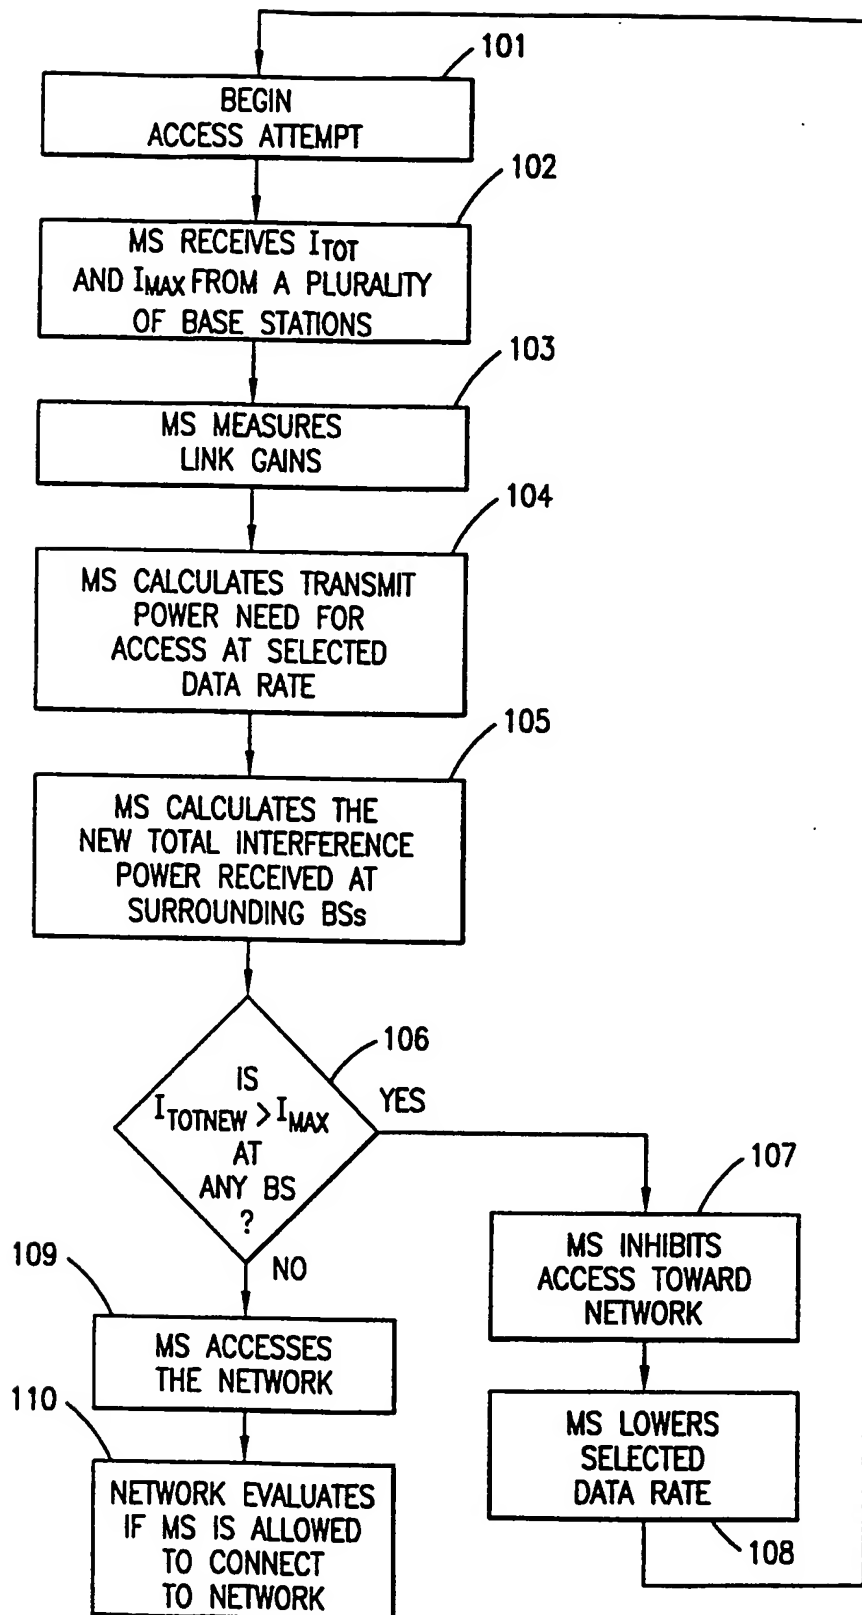 101
BEGIN
ACCESS ATTEMPT
102
MS RECEIVES ITOT
AND IMAX FROM A PLURALITY
OF BASE STATIONS
103
MS MEASURES
LINK GAINS
104
MS CALCULATES TRANSMIT
POWER NEED FOR
ACCESS AT SELECTED
DATA RATE
105
MS CALCULATES THE
NEW TOTAL INTERFERENCE
POWER RECEIVED AT
SURROUNDING BSs
106
IS
ITOTNEW > IMAX
AT
ANY BS
?
YES
NO
107
MS INHIBITS
ACCESS TOWARD
NETWORK
MS LOWERS
SELECTED
DATA RATE
108
109
MS ACCESSES
THE NETWORK
110
NETWORK EVALUATES
IF MS IS ALLOWED
TO CONNECT
TO NETWORK